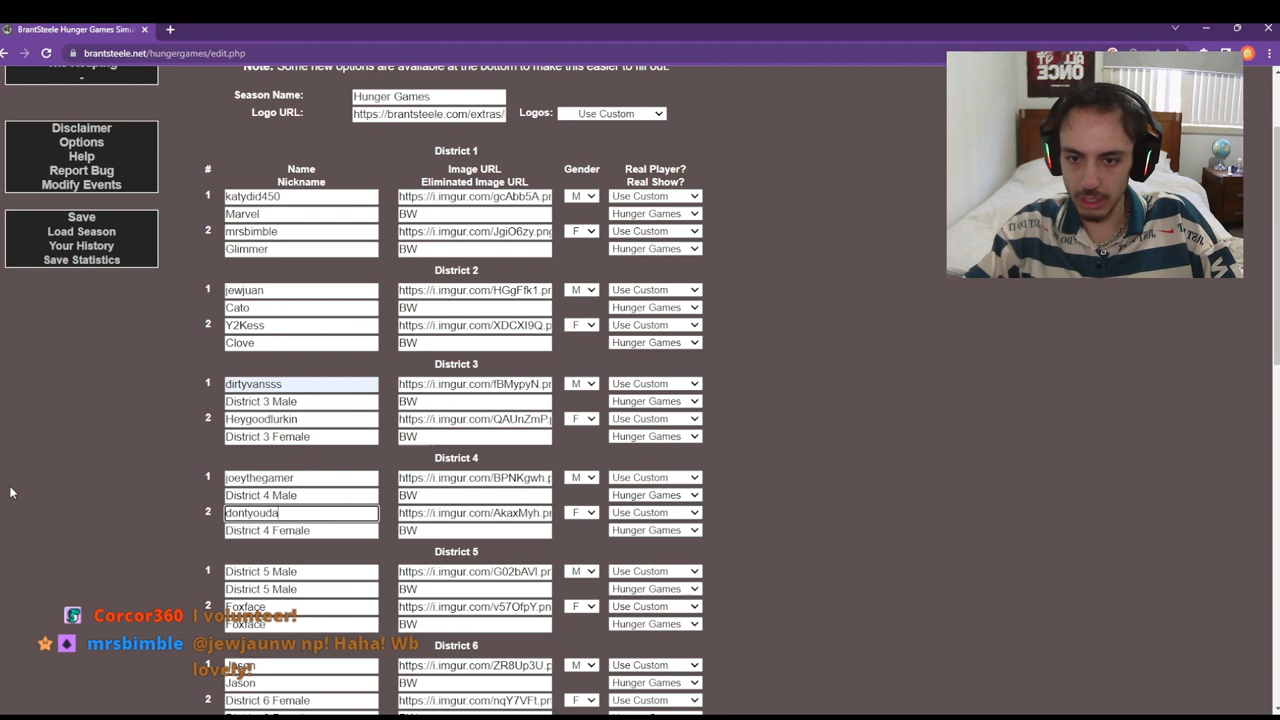 BrantSteele Hunger Games Simu
brantsteele.net/hungergames/edit.php
Note: Some new options are available at the bottom to make this easier to fill out.
-
Season Name: Hunger Games
Logo URL: https://brantsteele.com/extras/ Logos: Use Custom
Disclaimer
Options
Help
Report Bug
Modify Events
Save
Load Season
Your History
Save Statistics
District 1
# Name Image URL Gender Real Player?
Nickname Eliminated Image URL Real Show?
1 katydid450 https://i.imgur.com/gcAbb5A.pr M Use Custom
Marvel BW Hunger Games
2 mrsbimble https://i.imgur.com/JgiO6zy.png F Use Custom
Glimmer BW Hunger Games
District 2
1 jewjuan https://i.imgur.com/HGgFfk1.pr M Use Custom
Cato BW Hunger Games
2 Y2Kess https://i.imgur.com/XDCXI9Q.p F Use Custom
Clove BW Hunger Games
District 3
1 dirtyvansss https://i.imgur.com/fBMypyN.pr M Use Custom
District 3 Male BW Hunger Games
2 Heygoodlurkin https://i.imgur.com/QAUnZmP.j F Use Custom
District 3 Female BW Hunger Games
District 4
1 joeythegamer https://i.imgur.com/BPNKgwh.p M Use Custom
District 4 Male BW Hunger Games
2 dontyouda https://i.imgur.com/AkaxMyh.pr F Use Custom
District 4 Female BW Hunger Games
District 5
1 District 5 Male https://i.imgur.com/G02bAVI.pr M Use Custom
District 5 Male BW Hunger Games
2 Foxface https://i.imgur.com/v57OfpY.pn F Use Custom
Foxface BW Hunger Games
District 6
1 Jason https://i.imgur.com/ZR8Up3U.p M Use Custom
Jason BW Hunger Games
2 District 6 Female https://i.imgur.com/nqY7VFt.pn F Use Custom
Corcor360 I volunteer!
mrsbimble @jewjaunw np! Haha! Wb
lovely!
ALL AT
ONCE